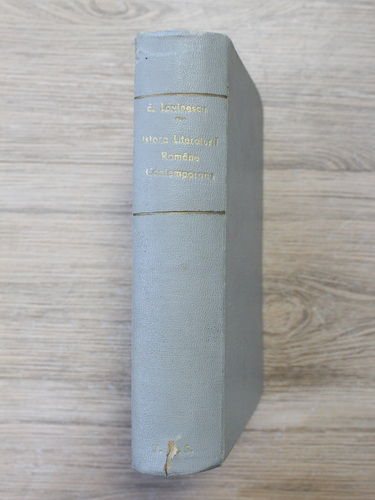 E. Lovinescu
Istoria Literaturii
Române
Contemporane